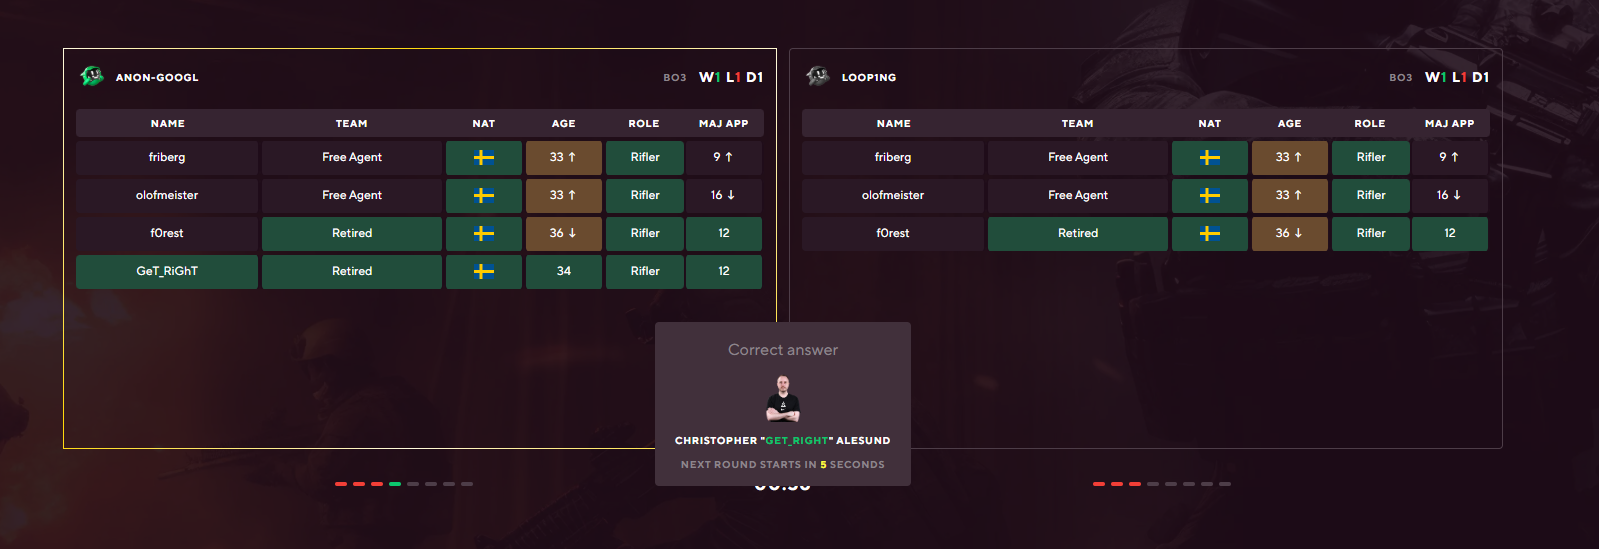 ANON-GOOGL BO3 W1 L1 D1
NAME TEAM NAT AGE ROLE MAJ APP
friberg Free Agent 33 ↑ Rifler 9 ↑
olofmeister Free Agent 33 ↑ Rifler 16 ↓
f0rest Retired 36 ↓ Rifler 12
GeT_RiGhT Retired 34 Rifler 12
LOOP1NG BO3 W1 L1 D1
NAME TEAM NAT AGE ROLE MAJ APP
friberg Free Agent 33 ↑ Rifler 9 ↑
olofmeister Free Agent 33 ↑ Rifler 16 ↓
f0rest Retired 36 ↓ Rifler 12
Correct answer
CHRISTOPHER "GET_RIGHT" ALESUND
NEXT ROUND STARTS IN 5 SECONDS